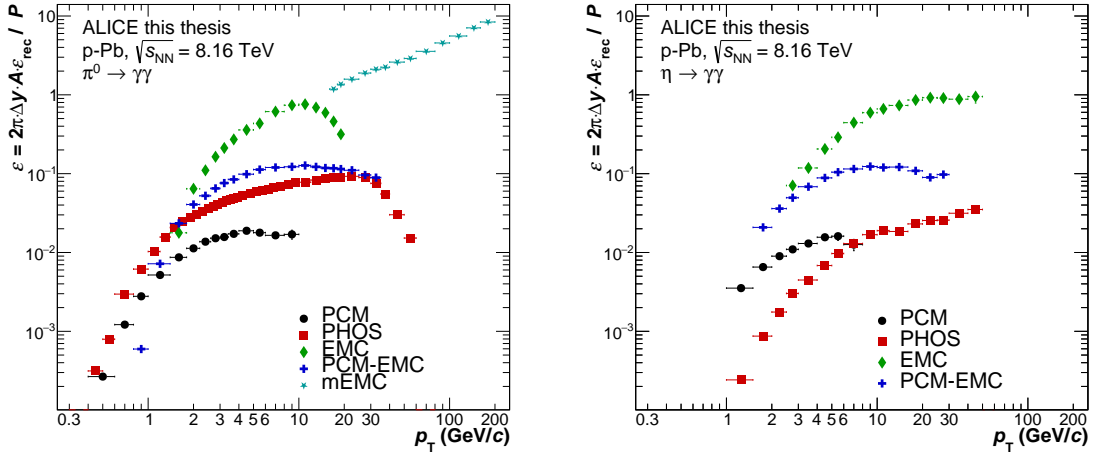 ε = 2π·Δy·A·ε_rec / P
10
1
10⁻¹
10⁻²
10⁻³
ALICE this thesis
p-Pb, √s_NN = 8.16 TeV
π⁰ → γγ
PCM
PHOS
EMC
PCM-EMC
mEMC
0.3 1 2 3 4 5 6 10 20 30 100 200
p_T (GeV/c)
ε = 2π·Δy·A·ε_rec / P
10
1
10⁻¹
10⁻²
10⁻³
ALICE this thesis
p-Pb, √s_NN = 8.16 TeV
η → γγ
PCM
PHOS
EMC
PCM-EMC
0.3 1 2 3 4 5 6 10 20 30 100 200
p_T (GeV/c)